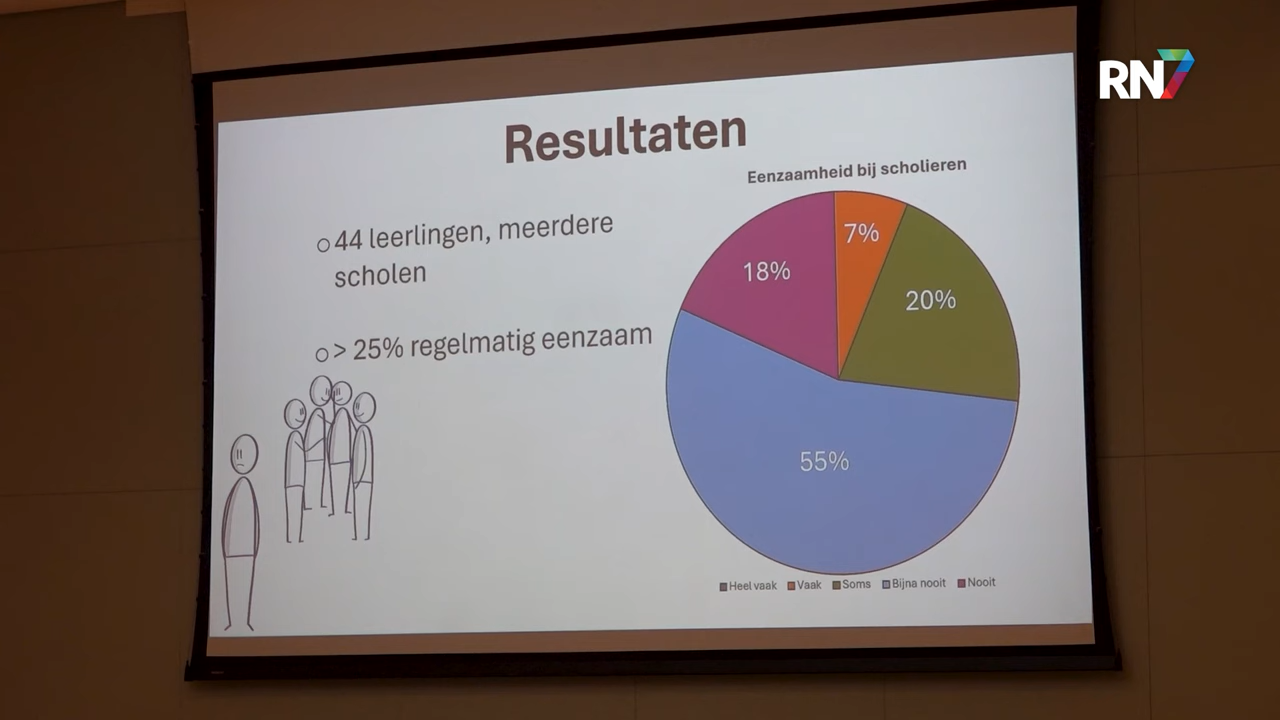 RN7
Resultaten
Eenzaamheid bij scholieren
44 leerlingen, meerdere
scholen
> 25% regelmatig eenzaam
7%
18%
20%
55%
Heel vaak Vaak Soms Bijna nooit Nooit